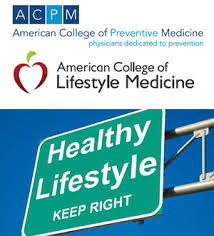 ACPM
American College of Preventive Medicine
physicians dedicated to prevention
American College of
Lifestyle Medicine
Healthy
Lifestyle
KEEP RIGHT